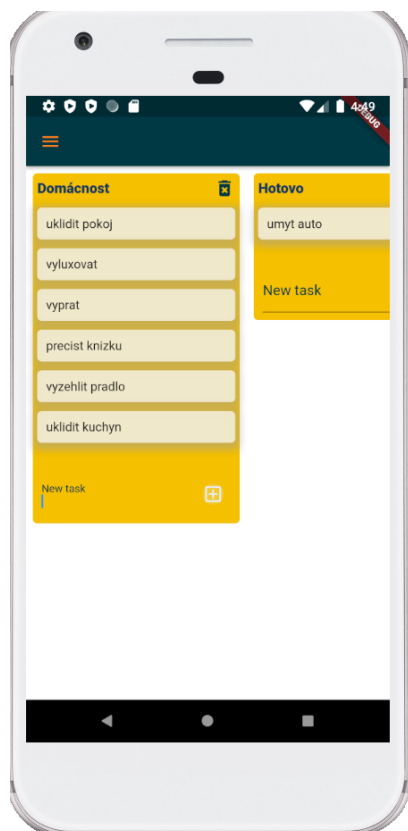 4:49
DEBUG
Domácnost
uklidit pokoj
vyluxovat
vyprat
precist knizku
vyzehlit pradlo
uklidit kuchyn
New task
Hotovo
umyt auto
New task